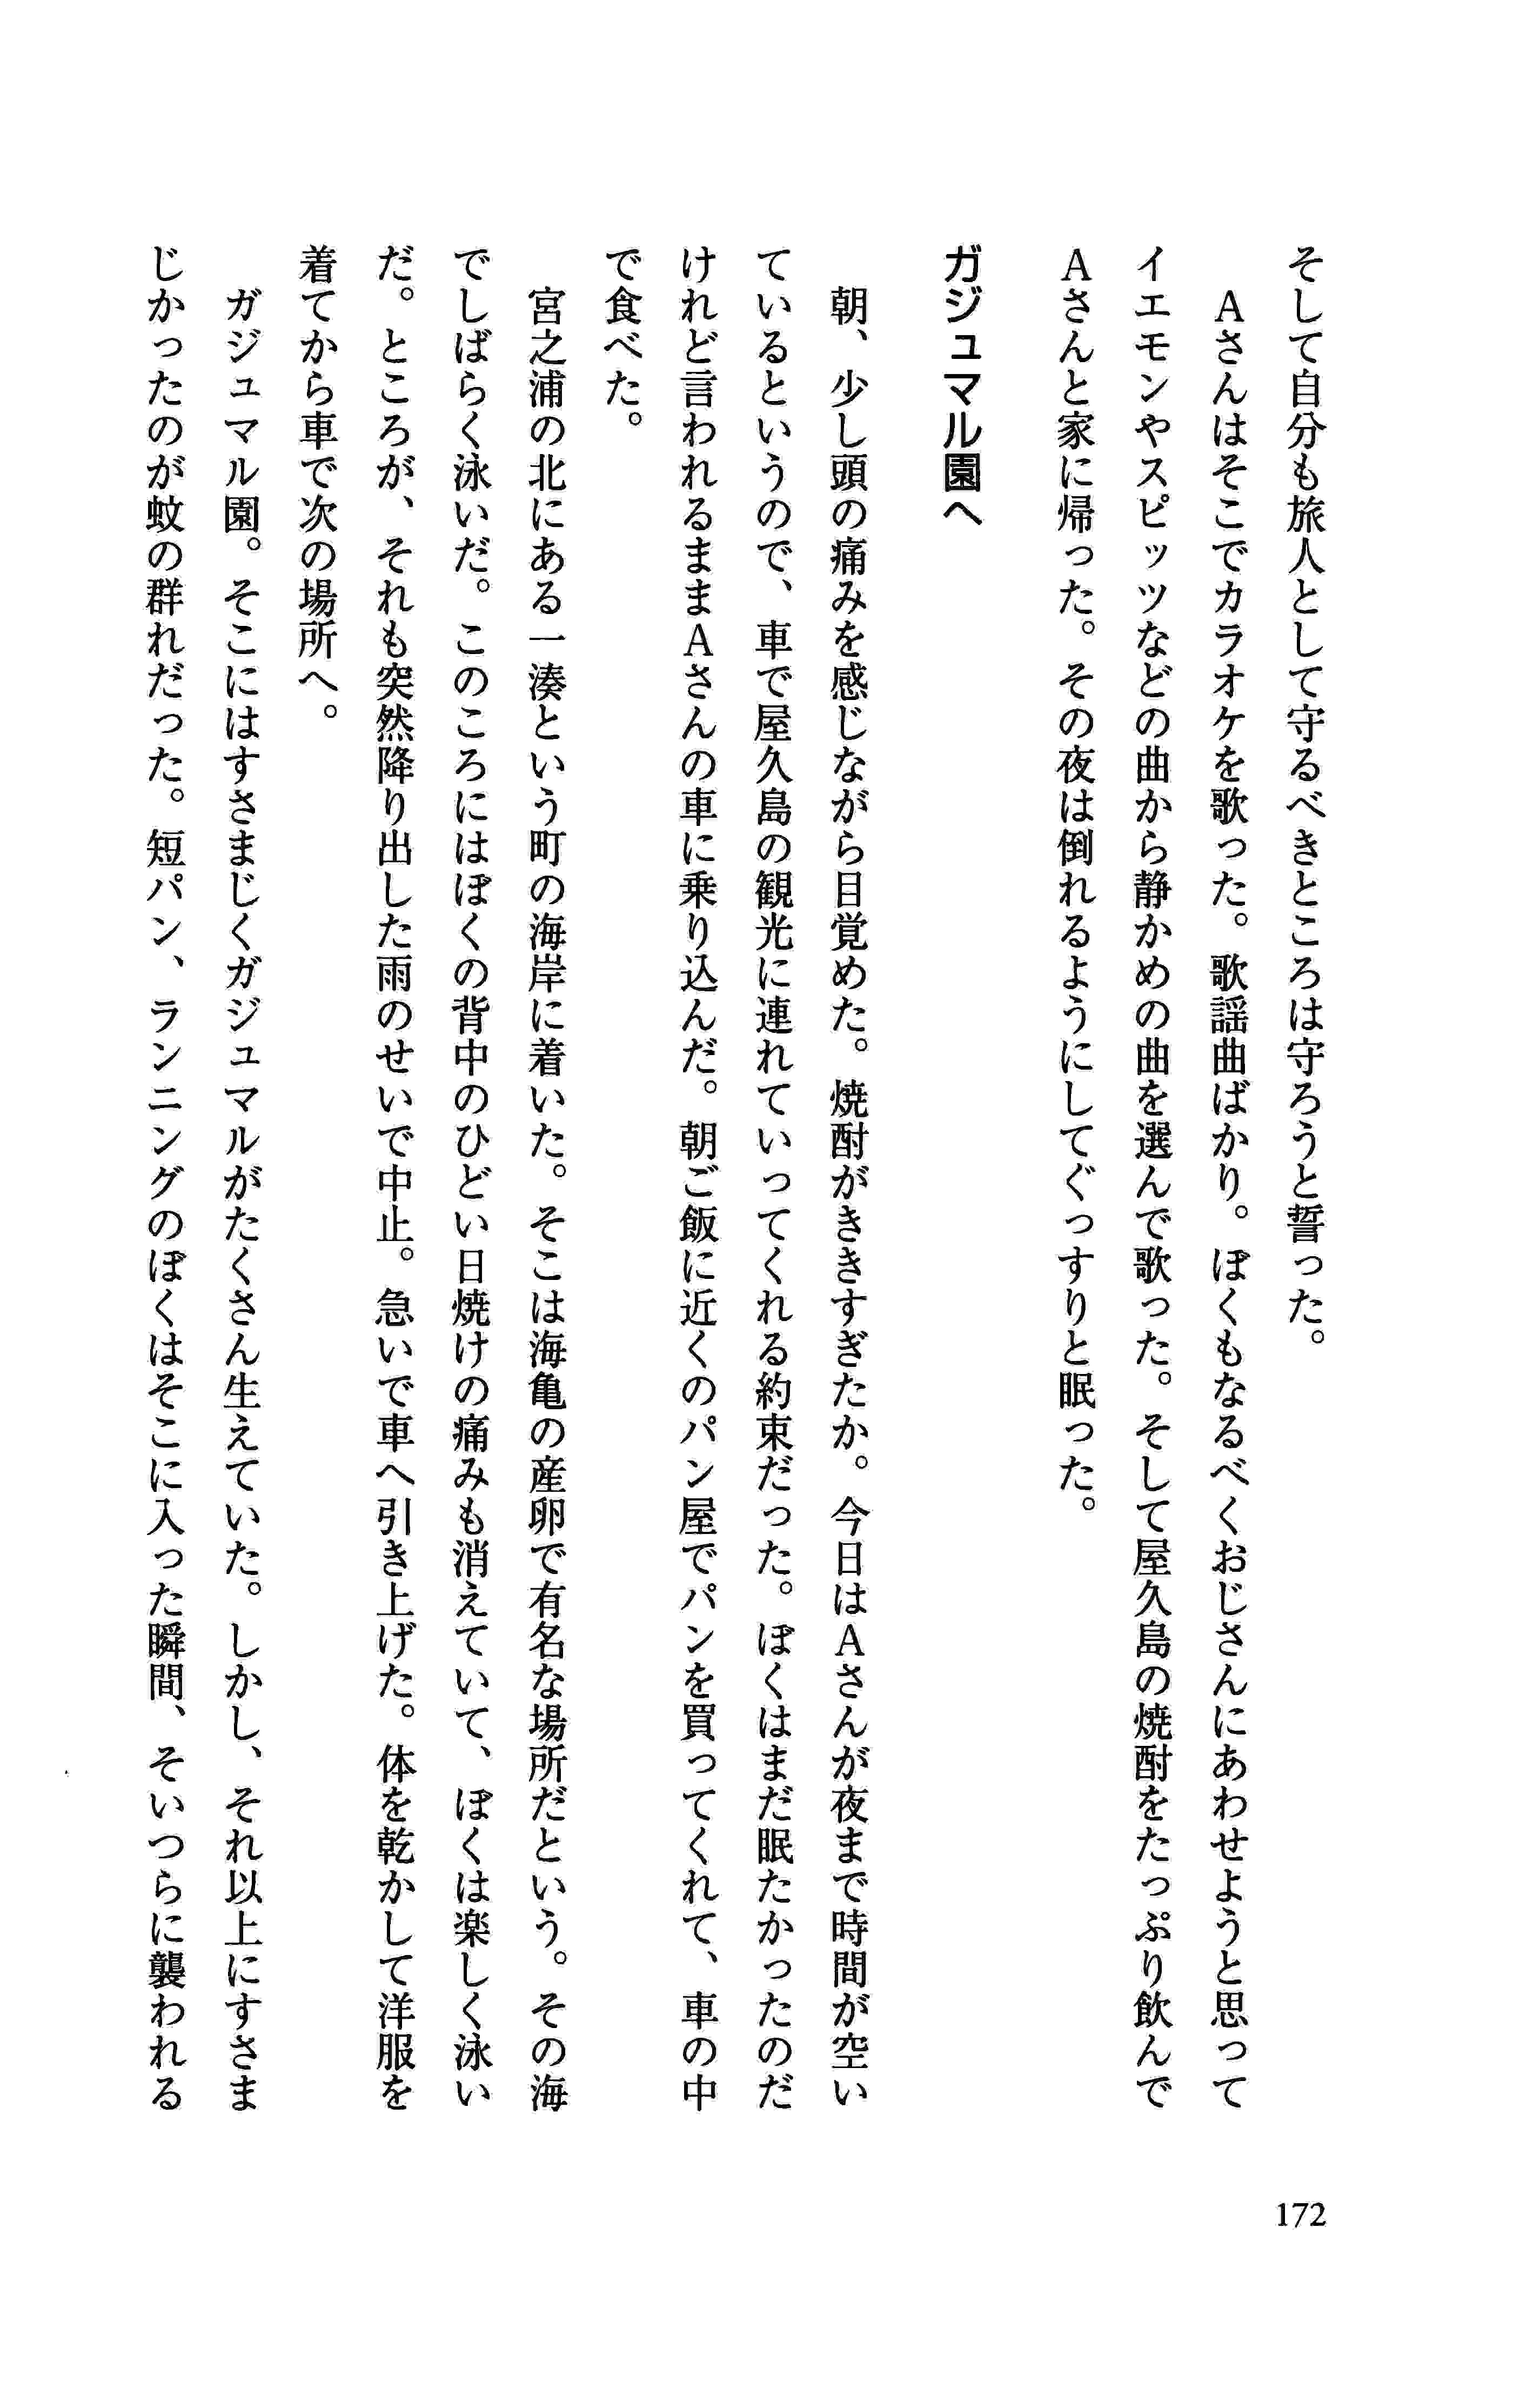 そして自分も旅人として守るべきところは守ろうと誓った。
Aさんはそこでカラオケを歌った。歌謡曲ばかり。ぼくもなるべくおじさんにあわせようと思って
イエモンやスピッツなどの曲から静かめの曲を選んで歌った。そして屋久島の焼酎をたっぷり飲んで
Aさんと家に帰った。その夜は倒れるようにしてぐっすりと眠った。
ガジュマル園へ
朝、少し頭の痛みを感じながら目覚めた。焼酎がききすぎたか。今日はAさんが夜まで時間が空い
ているというので、車で屋久島の観光に連れていってくれる約束だった。ぼくはまだ眠たかったのだ
けれど言われるままAさんの車に乗り込んだ。朝ご飯に近くのパン屋でパンを買ってくれて、車の中
で食べた。
宮之浦の北にある一湊という町の海岸に着いた。そこは海亀の産卵で有名な場所だという。その海
でしばらく泳いだ。このころにはぼくの背中のひどい日焼けの痛みも消えていて、ぼくは楽しく泳い
だ。ところが、それも突然降り出した雨のせいで中止。急いで車へ引き上げた。体を乾かして洋服を
着てから車で次の場所へ。
ガジュマル園。そこにはすさまじくガジュマルがたくさん生えていた。しかし、それ以上にすさま
じかったのが蚊の群れだった。短パン、ランニングのぼくはそこに入った瞬間、そいつらに襲われる
172